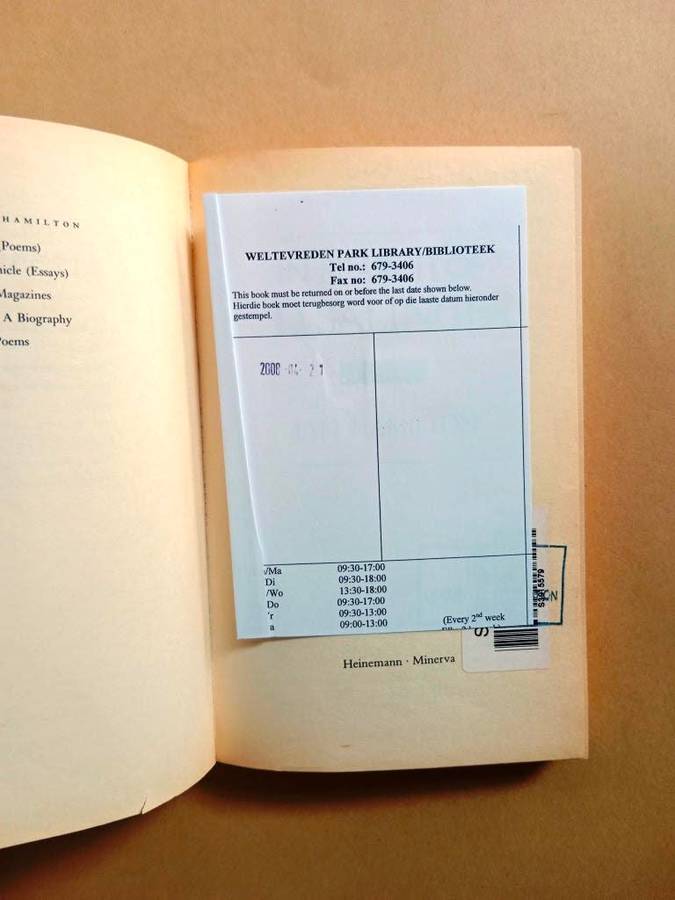 HAMILTON
Poems)
nicle (Essays)
Magazines
A Biography
Poems
WELTEVREDEN PARK LIBRARY/BIBLIOTEEK
Tel no.: 679-3406
Fax no: 679-3406
This book must be returned on or before the last date shown below.
Hierdie boek moet terugbesorg word voor of op die laaste datum hieronder
gestempel.
/Ma 09:30-17:00
Di 09:30-18:00
/Wo 13:30-18:00
Do 09:30-17:00
'r 09:30-13:00
a 09:00-13:00 (Every 2nd week
Heinemann · Minerva